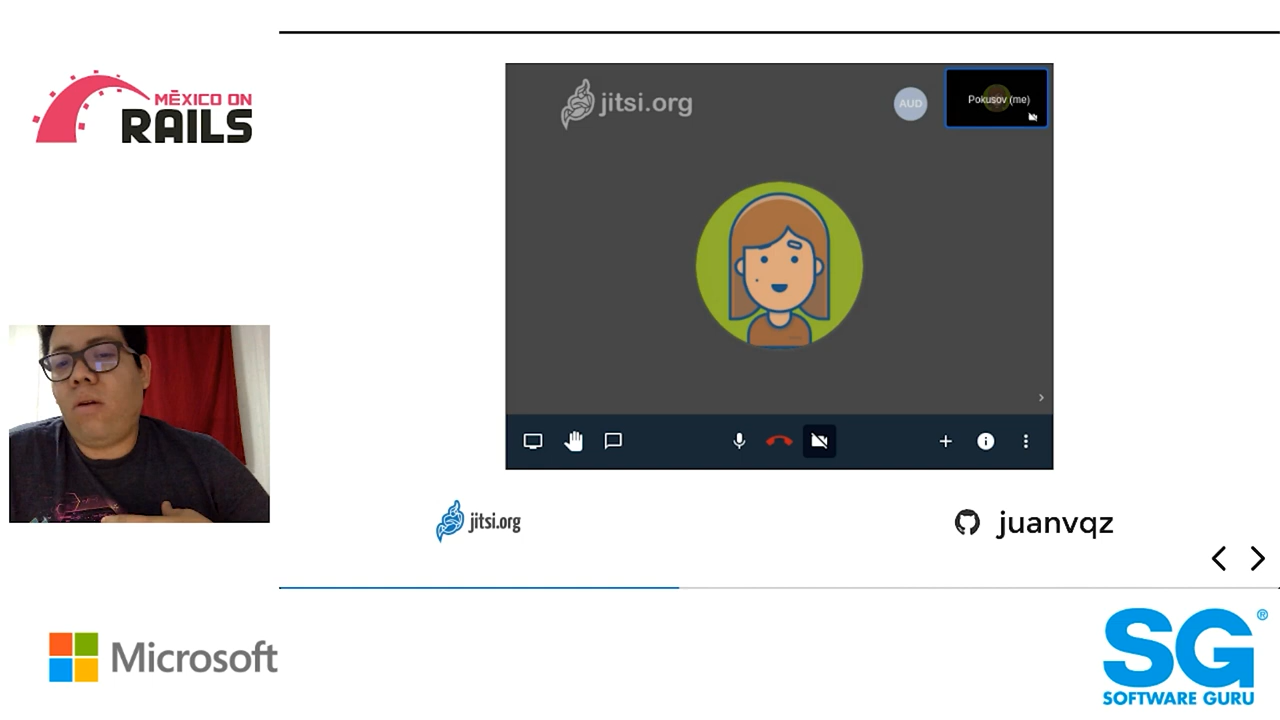 MÉXICO ON
RAILS
jitsi.org
AUD
Pokusov (me)
jitsi.org
juanvqz
Microsoft
SG®
SOFTWARE GURU